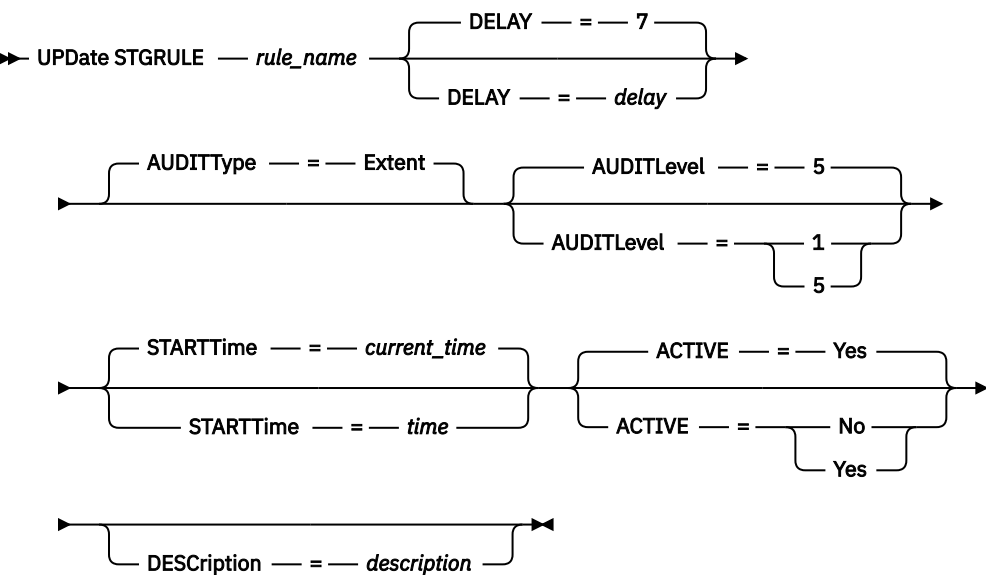 DELAY = 7
UPDate STGRULE rule_name
DELAY = delay
AUDITType = Extent
AUDITLevel = 5
AUDITLevel = 1
5
STARTTime = current_time
STARTTime = time
ACTIVE = Yes
ACTIVE = No
Yes
DESCription = description